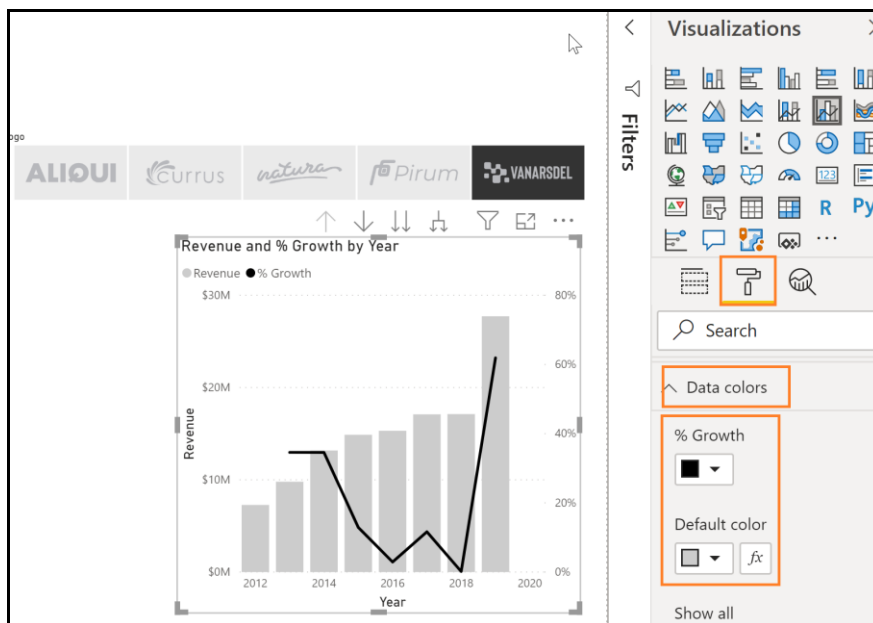 Visualizations
Filters
ogo
ALIQUI
Currus
natura
Pirum
VANARSDEL
123
R
Py
Revenue and % Growth by Year
Revenue % Growth
$30M
$20M
$10M
$0M
Revenue
80%
60%
40%
20%
0%
2012 2014 2016 2018 2020
Year
Search
Data colors
% Growth
Default color
fx
Show all